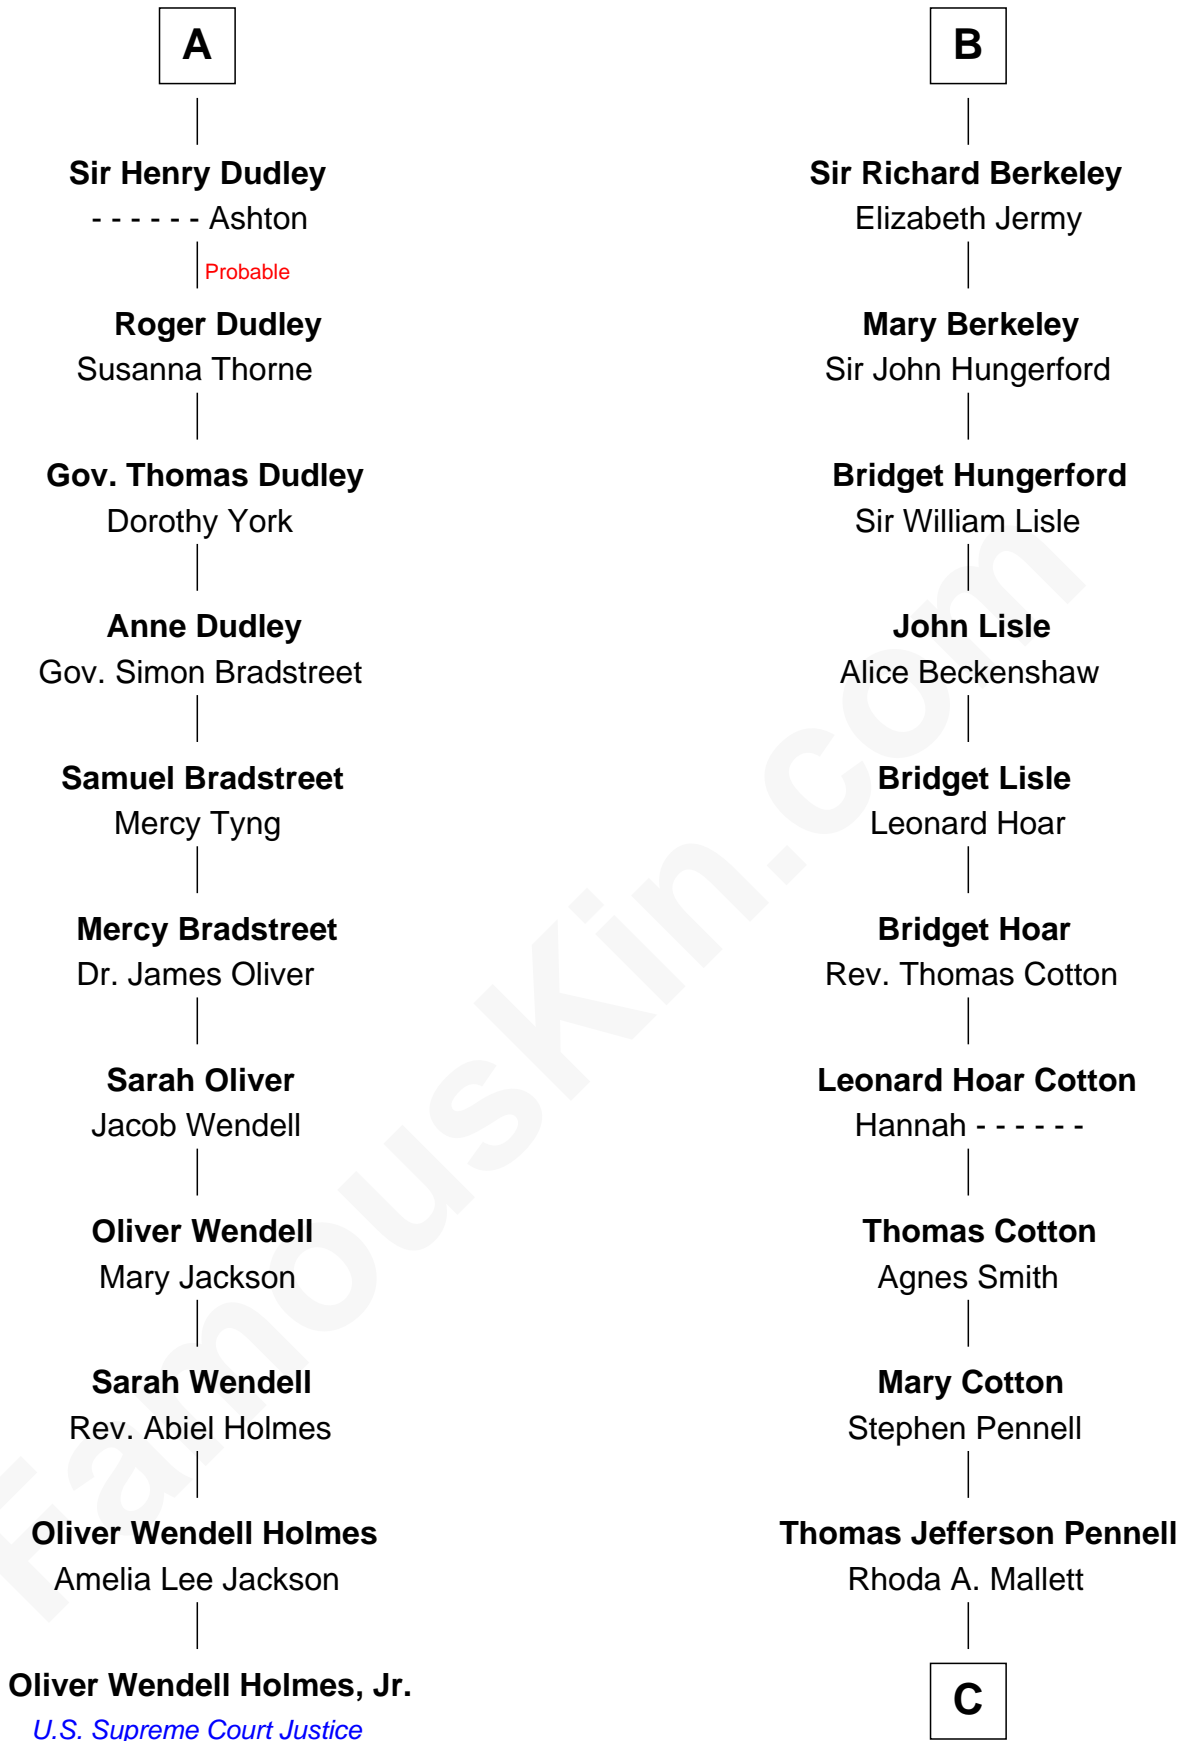 A
Sir Henry Dudley
- - - - - - Ashton
Probable
Roger Dudley
Susanna Thorne
Gov. Thomas Dudley
Dorothy York
Anne Dudley
Gov. Simon Bradstreet
Samuel Bradstreet
Mercy Tyng
Mercy Bradstreet
Dr. James Oliver
Sarah Oliver
Jacob Wendell
Oliver Wendell
Mary Jackson
Sarah Wendell
Rev. Abiel Holmes
Oliver Wendell Holmes
Amelia Lee Jackson
Oliver Wendell Holmes, Jr.
U.S. Supreme Court Justice
B
Sir Richard Berkeley
Elizabeth Jermy
Mary Berkeley
Sir John Hungerford
Bridget Hungerford
Sir William Lisle
John Lisle
Alice Beckenshaw
Bridget Lisle
Leonard Hoar
Bridget Hoar
Rev. Thomas Cotton
Leonard Hoar Cotton
Hannah - - - - - -
Thomas Cotton
Agnes Smith
Mary Cotton
Stephen Pennell
Thomas Jefferson Pennell
Rhoda A. Mallett
C
FamousKin.com